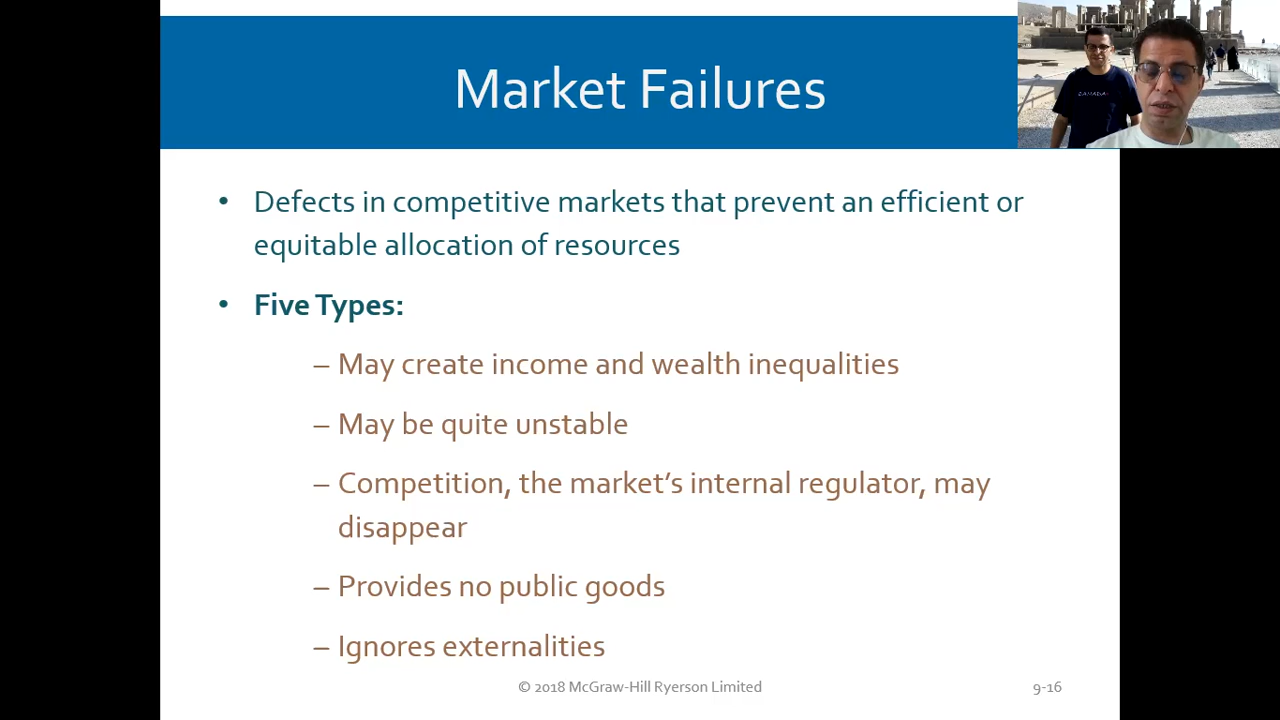 Market Failures
• Defects in competitive markets that prevent an efficient or
equitable allocation of resources
• Five Types:
– May create income and wealth inequalities
– May be quite unstable
– Competition, the market’s internal regulator, may
disappear
– Provides no public goods
– Ignores externalities
© 2018 McGraw-Hill Ryerson Limited
9-16